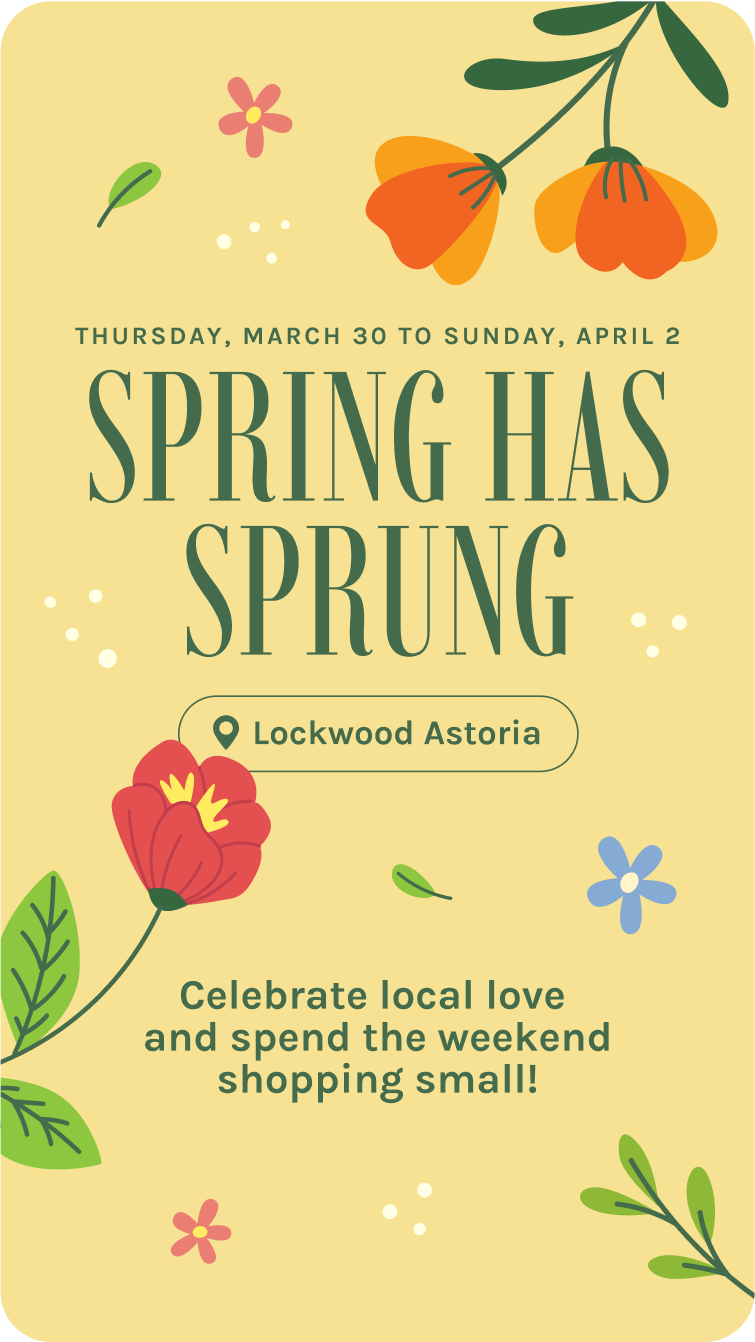 THURSDAY, MARCH 30 TO SUNDAY, APRIL 2
SPRING HAS
SPRUNG
Lockwood Astoria
Celebrate local love
and spend the weekend
shopping small!